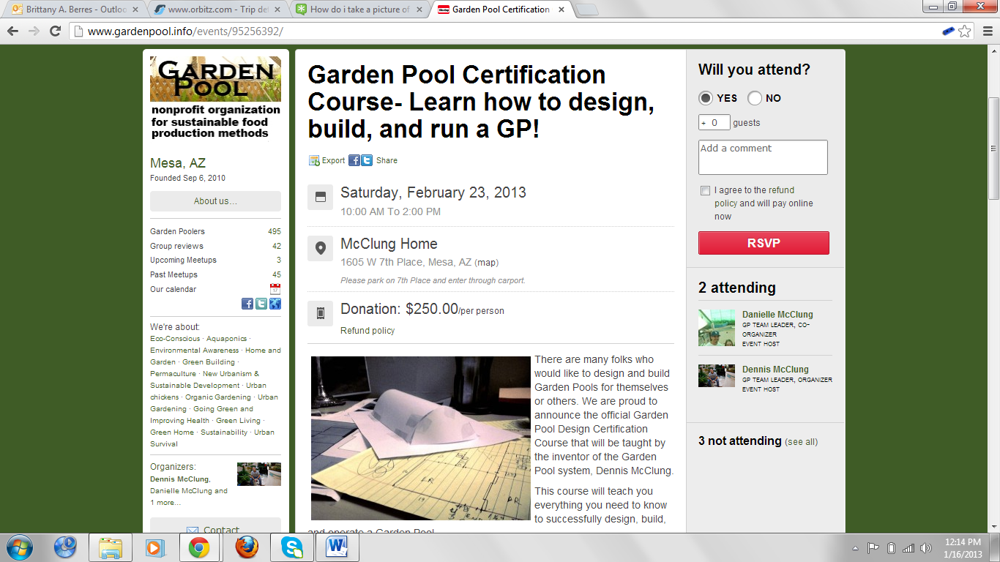 Brittany A. Berres - Outloo
www.orbitz.com - Trip de
How do i take a picture of
Garden Pool Certification
www.gardenpool.info/events/95256392/
GARDEN
POOL
nonprofit organization
for sustainable food
production methods
Mesa, AZ
Founded Sep 6, 2010
About us...
Garden Poolers 495
Group reviews 42
Upcoming Meetups 3
Past Meetups 45
Our calendar
We're about:
Eco-Conscious · Aquaponics ·
Environmental Awareness · Home and
Garden · Green Building ·
Permaculture · New Urbanism &
Sustainable Development · Urban
chickens · Organic Gardening · Urban
Gardening · Going Green and
Improving Health · Green Living ·
Green Home · Sustainability · Urban
Survival
Organizers:
Dennis McClung,
Danielle McClung and
1 more...
Contact
Garden Pool Certification
Course- Learn how to design,
build, and run a GP!
Export Share
Saturday, February 23, 2013
10:00 AM To 2:00 PM
McClung Home
1605 W 7th Place, Mesa, AZ (map)
Please park on 7th Place and enter through carport.
Donation: $250.00/per person
Refund policy
There are many folks who
would like to design and build
Garden Pools for themselves
or others. We are proud to
announce the official Garden
Pool Design Certification
Course that will be taught by
the inventor of the Garden
Pool system, Dennis McClung.
This course will teach you
everything you need to know
to successfully design, build,
and operate a Garden Pool
LR
Will you attend?
YES NO
+ 0 guests
Add a comment
I agree to the refund
policy and will pay online
now
RSVP
2 attending
Danielle McClung
GP TEAM LEADER, CO-
ORGANIZER
EVENT HOST
Dennis McClung
GP TEAM LEADER, ORGANIZER
EVENT HOST
3 not attending (see all)
12:14 PM
1/16/2013